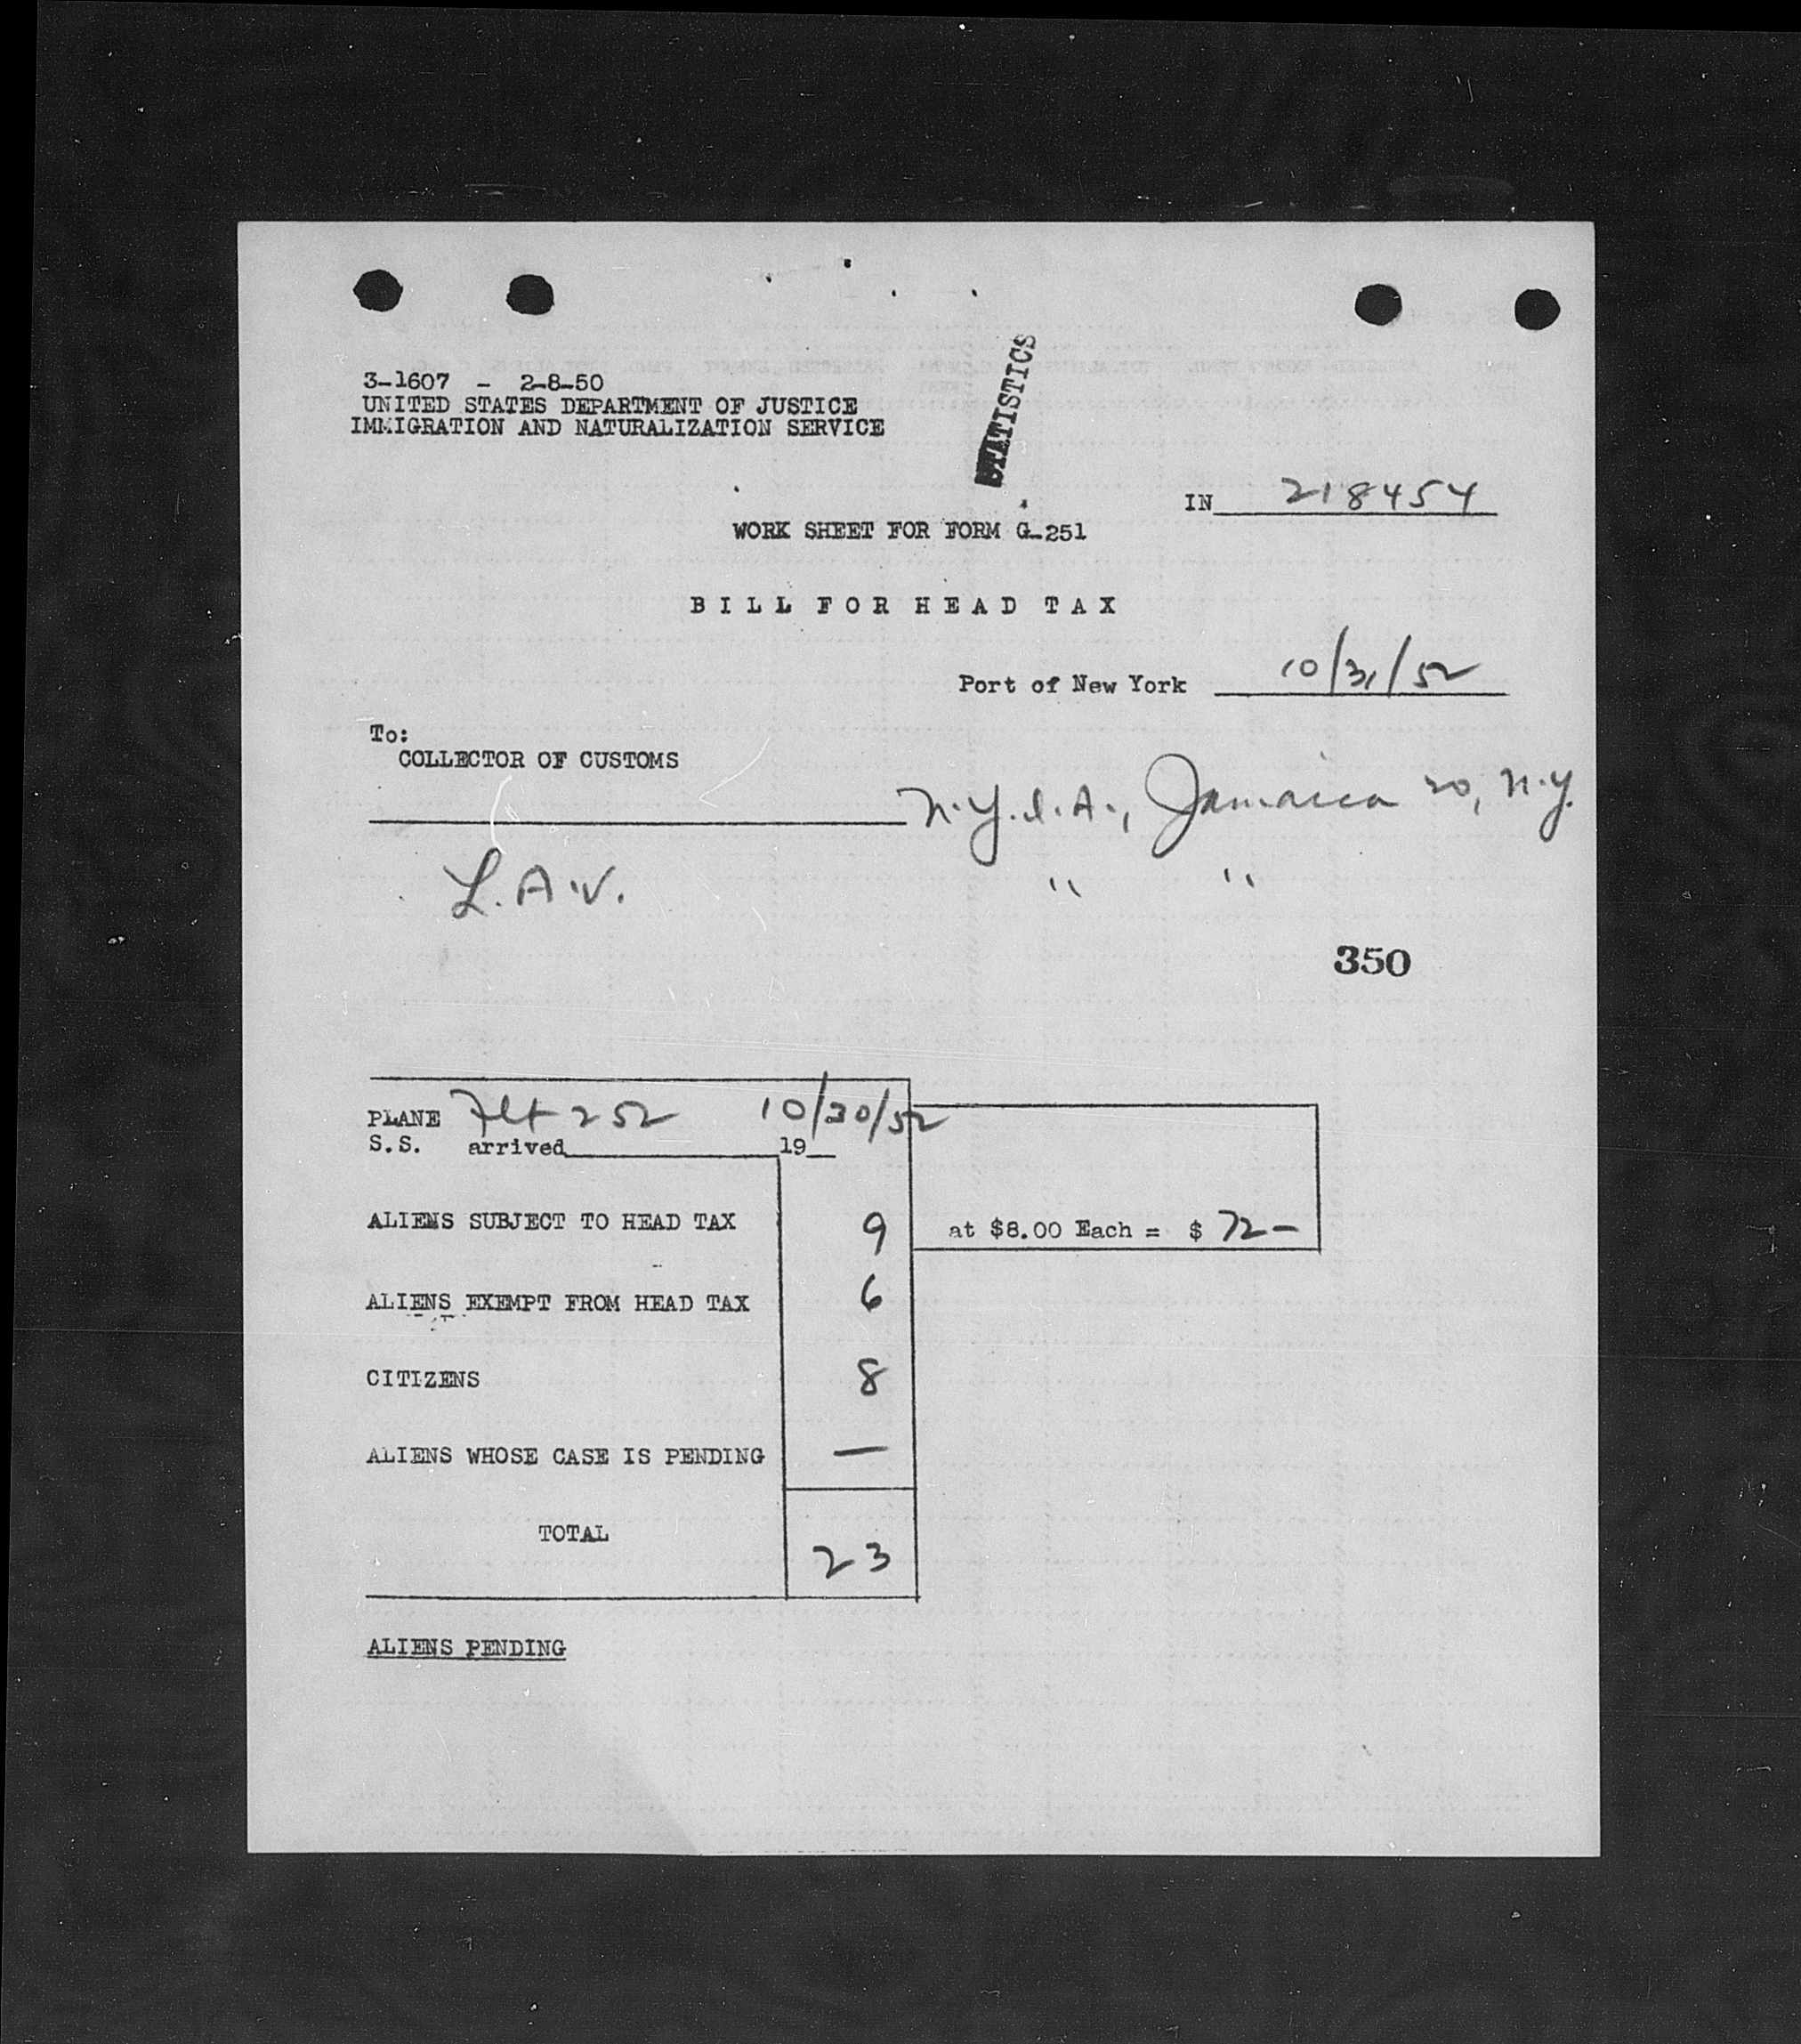 STATISTICS
3-1607 - 2-8-50
UNITED STATES DEPARTMENT OF JUSTICE
IMMIGRATION AND NATURALIZATION SERVICE
IN 218454
WORK SHEET FOR FORM G-251
BILL FOR HEAD TAX
Port of New York 10/31/52
To:
COLLECTOR OF CUSTOMS
N.Y.I.A., Jamaica 20, N.Y.
L.A.V. " "
350
PLANE Flt 252 10/30/52
S.S. arrived 19
ALIENS SUBJECT TO HEAD TAX 9 at $8.00 Each = $ 72—
ALIENS EXEMPT FROM HEAD TAX 6
CITIZENS 8
ALIENS WHOSE CASE IS PENDING —
TOTAL 23
ALIENS PENDING